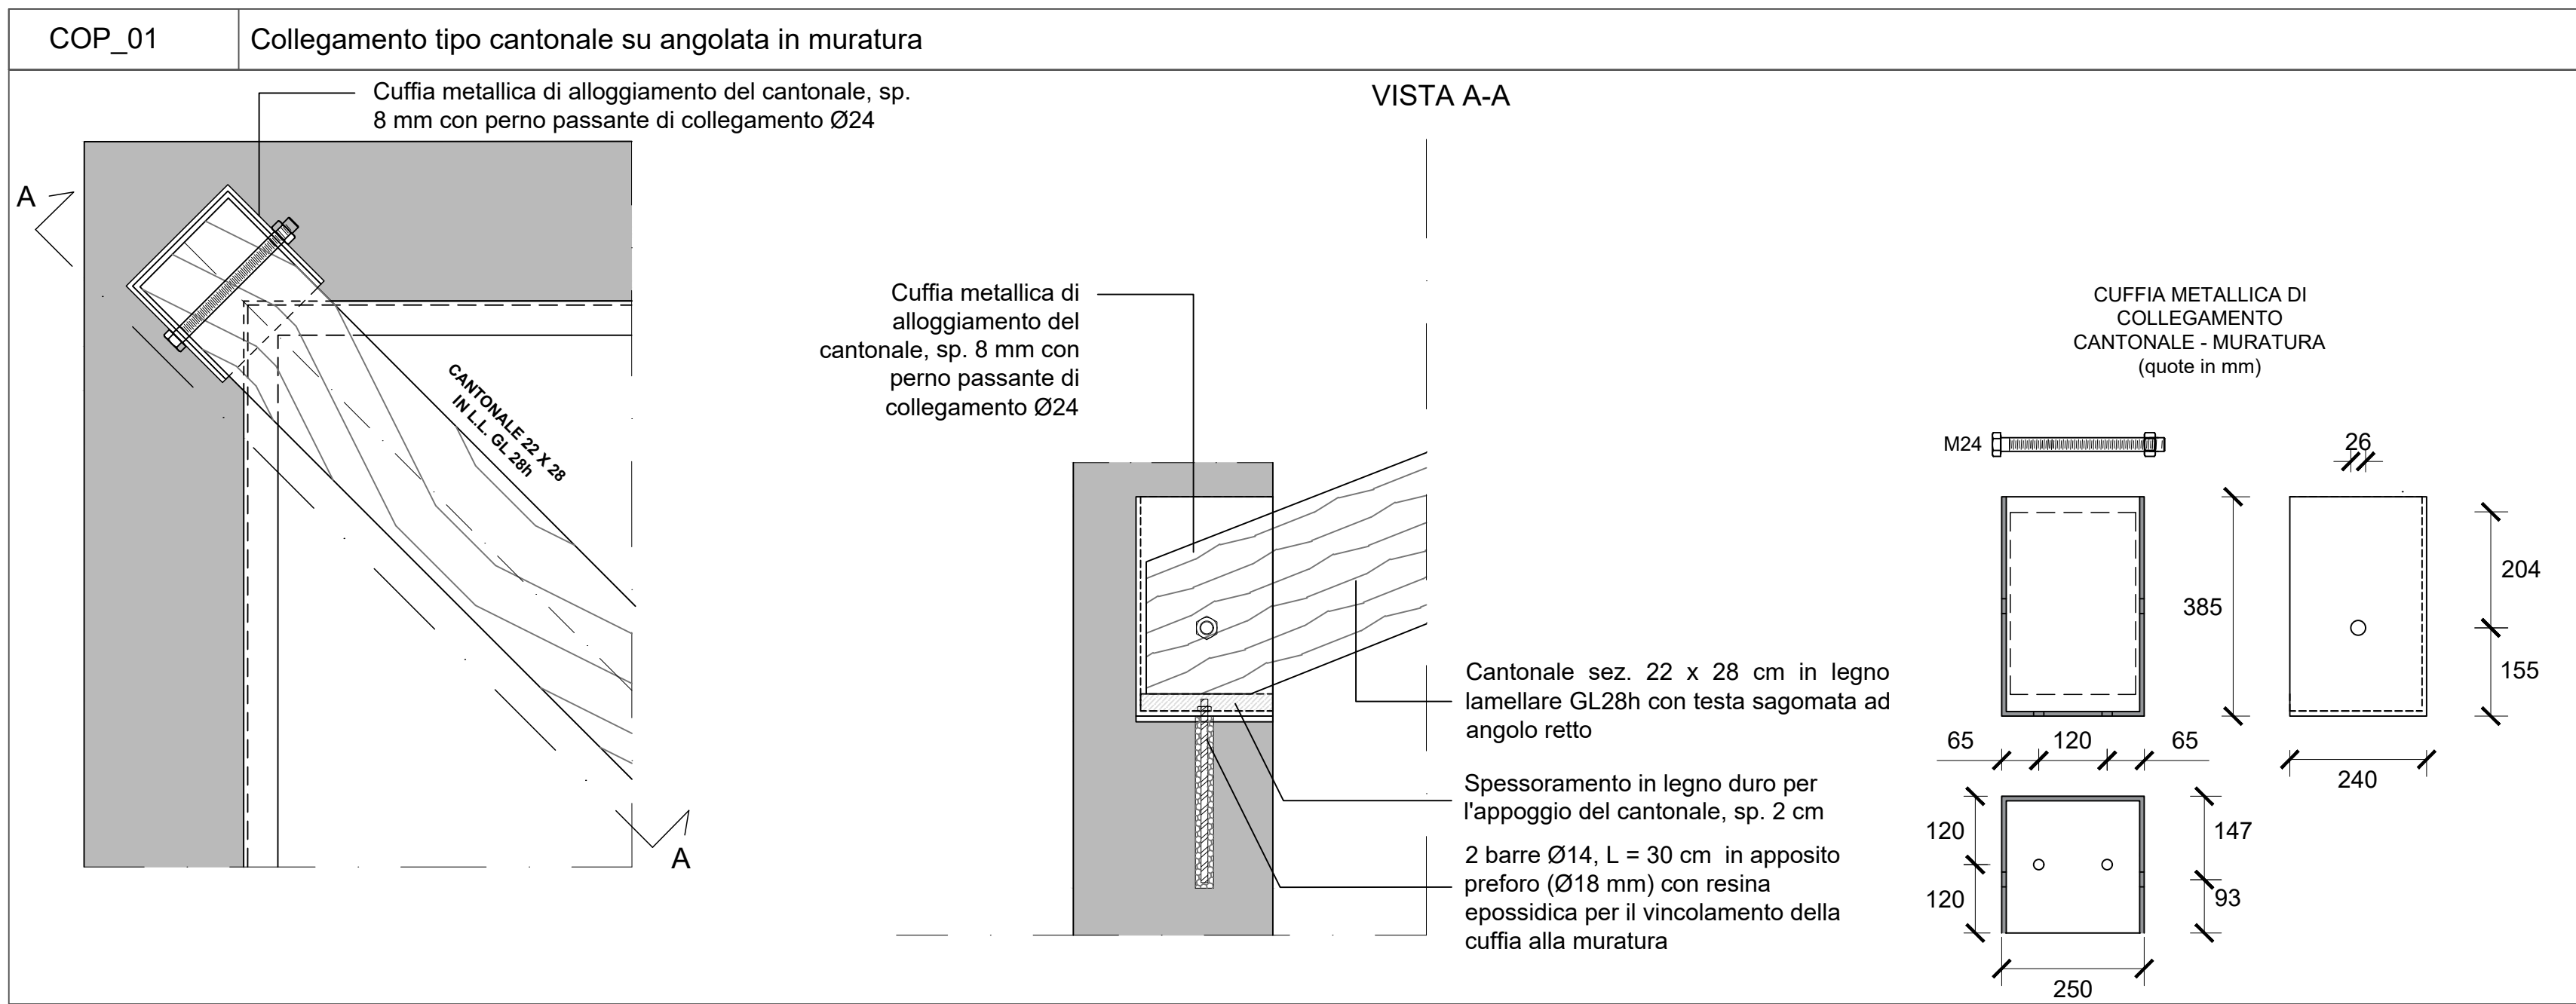 COP_01
Collegamento tipo cantonale su angolata in muratura
Cuffia metallica di alloggiamento del cantonale, sp.
8 mm con perno passante di collegamento Ø24
A
CANTONALE 22 X 28
IN L.L. GL 28h
A
VISTA A-A
Cuffia metallica di
alloggiamento del
cantonale, sp. 8 mm con
perno passante di
collegamento Ø24
Cantonale sez. 22 x 28 cm in legno
lamellare GL28h con testa sagomata ad
angolo retto
Spessoramento in legno duro per
l'appoggio del cantonale, sp. 2 cm
2 barre Ø14, L = 30 cm in apposito
preforo (Ø18 mm) con resina
epossidica per il vincolamento della
cuffia alla muratura
CUFFIA METALLICA DI
COLLEGAMENTO
CANTONALE - MURATURA
(quote in mm)
M24
26
385
204
155
65
120
65
240
120
120
147
93
250